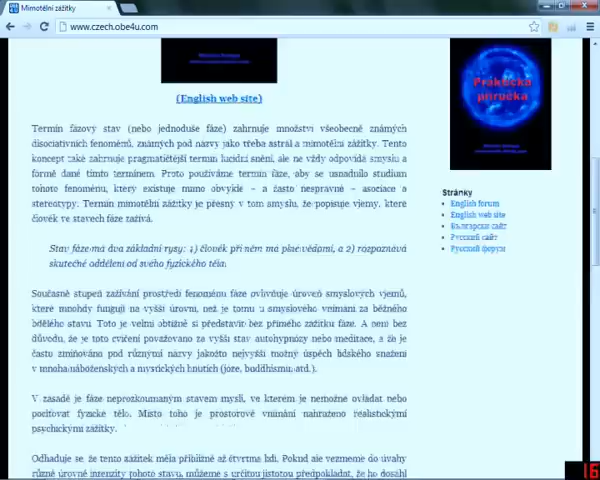 Mimotělní zážitky
www.czech.obe4u.com
(English web site)
Praktická
příručka
Termín fázový stav (nebo jednoduše fáze) zahrnuje množství všeobecně známých
disociativních fenoménů, známých pod názvy jako třeba astrál a mimotělní zážitky. Tento
koncept také zahrnuje pragmatičtější termín lucidní snění, ale ne vždy odpovídá smyslu a
formě dané tímto termínem. Proto používáme termín fáze, aby se usnadnilo studium
tohoto fenoménu, který existuje mimo obvyklé – a často nesprávné – asociace a
stereotypy. Termín mimotělní zážitky je přesný v tom smyslu, že popisuje vjemy, které
člověk ve stavech fáze zažívá.
Stav fáze má dva základní rysy: 1) člověk při něm má plné vědomí, a 2) rozpoznává
skutečné oddělení od svého fyzického těla.
Současně stupeň zažívání prostředí fenoménu fáze ovlivňuje úroveň smyslových vjemů,
které mnohdy fungují na vyšší úrovni, než je tomu u smyslového vnímání za běžného
bdělého stavu. Toto je velmi obtížné si představit bez přímého zážitku fáze. A není bez
důvodu, že je toto cvičení považováno za vyšší stav autohypnózy nebo meditace, a že je
často zmiňována pod různými názvy jakožto nejvyšší možný úspěch lidského snažení
v mnoha náboženských a mystických hnutích (józe, buddhismu atd.).
V zásadě je fáze neprozkoumaným stavem mysli, ve kterém je nemožné ovládat nebo
pociťovat fyzické tělo. Místo toho je prostorové vnímání nahrazeno realistickými
psychickými zážitky.
Odhaduje se, že tento zážitek měla přibližně až čtvrtina lidí. Pokud ale vezmeme do úvahy
různé úrovně intenzity tohoto stavu, můžeme s určitou jistotou předpokládat, že ho dosáhl
Stránky
English forum
English web site
Български сайт
Русский сайт
Русский форум
16